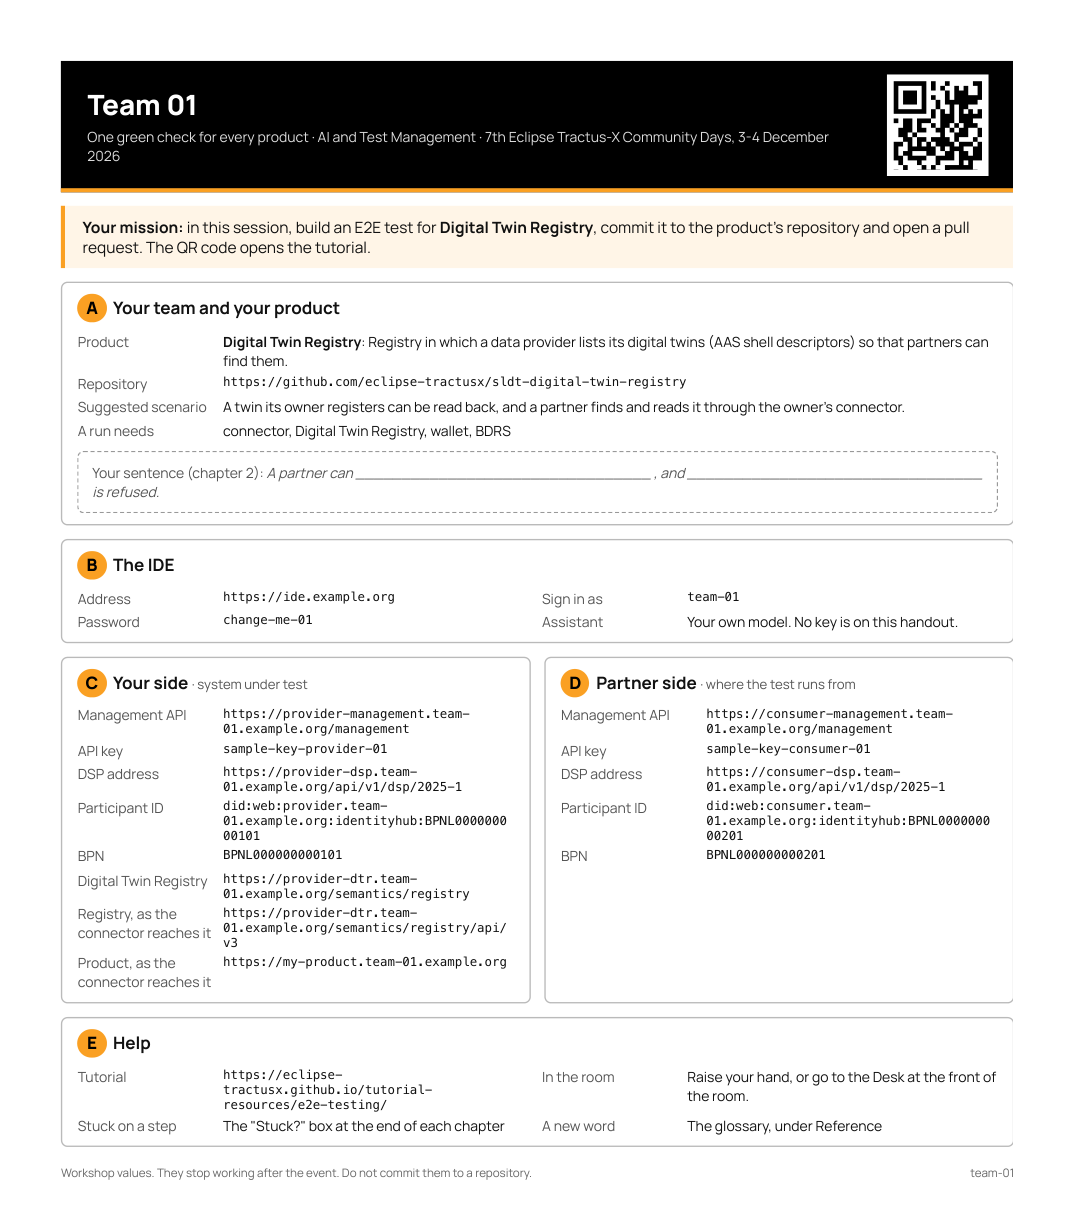 Team 01
One green check for every product · AI and Test Management · 7th Eclipse Tractus-X Community Days, 3-4 December
2026
Your mission: in this session, build an E2E test for Digital Twin Registry, commit it to the product's repository and open a pull
request. The QR code opens the tutorial.
A Your team and your product
Product Digital Twin Registry: Registry in which a data provider lists its digital twins (AAS shell descriptors) so that partners can
find them.
Repository https://github.com/eclipse-tractusx/sldt-digital-twin-registry
Suggested scenario A twin its owner registers can be read back, and a partner finds and reads it through the owner's connector.
A run needs connector, Digital Twin Registry, wallet, BDRS
Your sentence (chapter 2): A partner can ______________________________________ , and______________________________________
is refused.
B The IDE
Address https://ide.example.org Sign in as team-01
Password change-me-01 Assistant Your own model. No key is on this handout.
C Your side · system under test
Management API https://provider-management.team-
01.example.org/management
API key sample-key-provider-01
DSP address https://provider-dsp.team-
01.example.org/api/v1/dsp/2025-1
Participant ID did:web:provider.team-
01.example.org:identityhub:BPNL0000000
00101
BPN BPNL000000000101
Digital Twin Registry https://provider-dtr.team-
01.example.org/semantics/registry
Registry, as the https://provider-dtr.team-
connector reaches it 01.example.org/semantics/registry/api/
v3
Product, as the https://my-product.team-01.example.org
connector reaches it
D Partner side · where the test runs from
Management API https://consumer-management.team-
01.example.org/management
API key sample-key-consumer-01
DSP address https://consumer-dsp.team-
01.example.org/api/v1/dsp/2025-1
Participant ID did:web:consumer.team-
01.example.org:identityhub:BPNL0000000
00201
BPN BPNL000000000201
E Help
Tutorial https://eclipse-
tractusx.github.io/tutorial-
resources/e2e-testing/
In the room Raise your hand, or go to the Desk at the front of
the room.
Stuck on a step The "Stuck?" box at the end of each chapter
A new word The glossary, under Reference
Workshop values. They stop working after the event. Do not commit them to a repository.
team-01